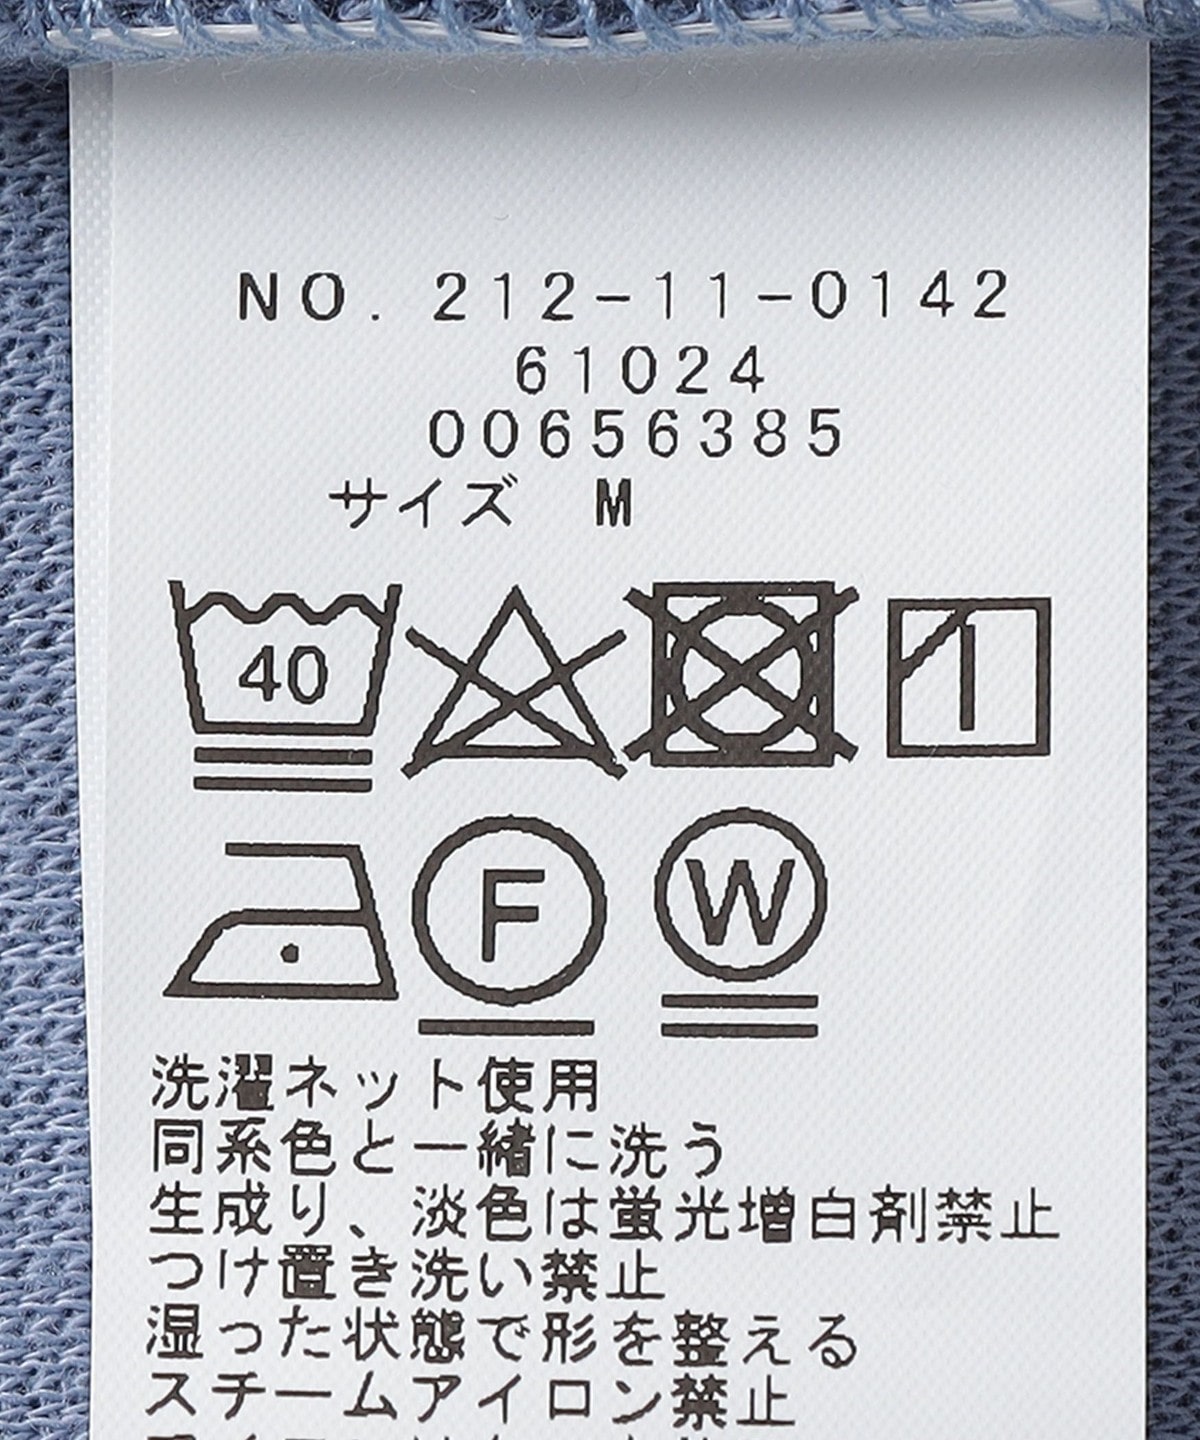 NO. 212-11-0142
61024
00656385
サイズ M
40
F W
洗濯ネット使用
同系色と一緒に洗う
生成り、淡色は蛍光増白剤禁止
つけ置き洗い禁止
湿った状態で形を整える
スチームアイロン禁止